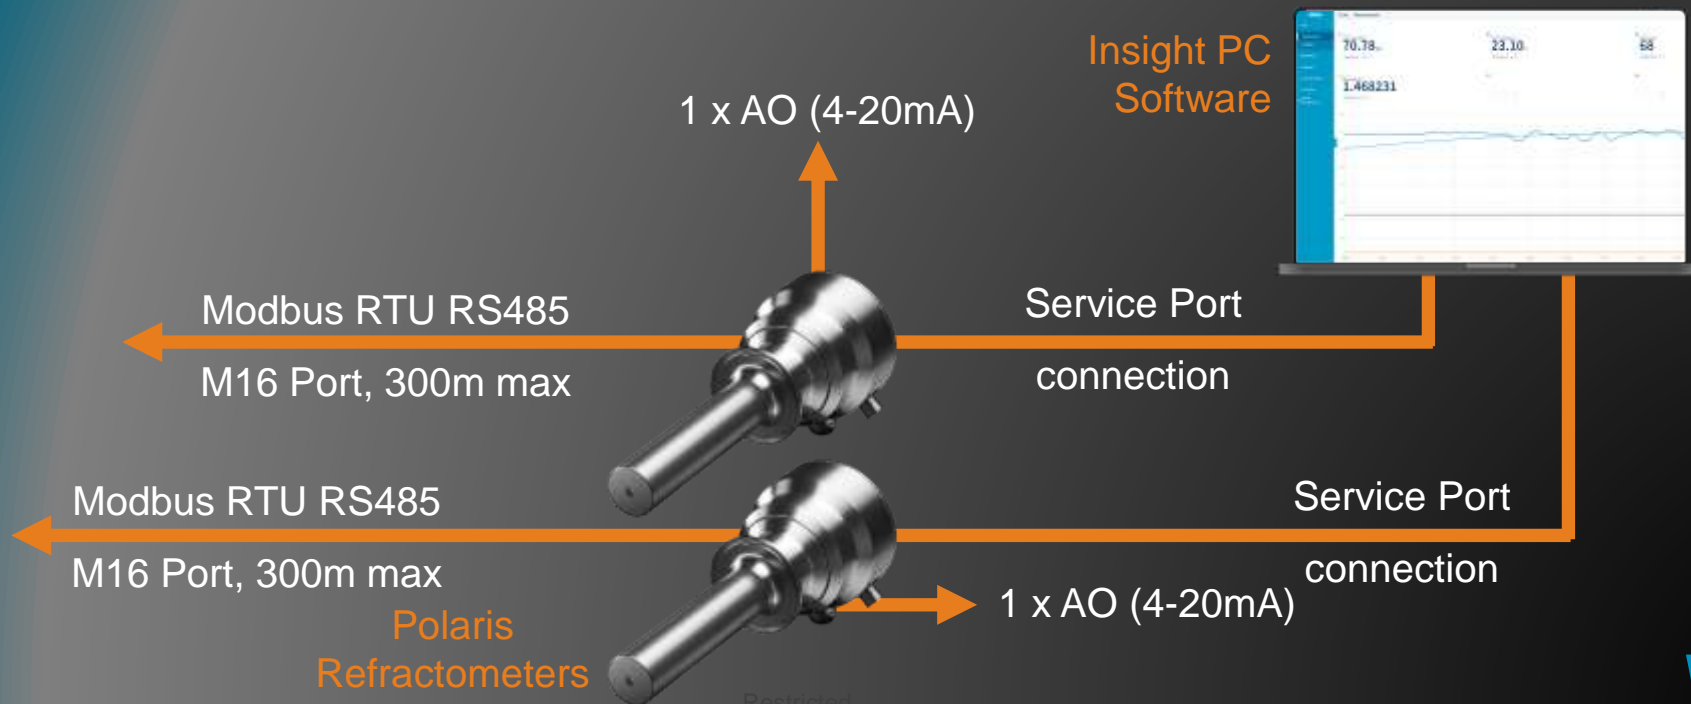 Insight PC
Software
70.78
23.10
68
1.468231
1 x AO (4-20mA)
Modbus RTU RS485
M16 Port, 300m max
Service Port
connection
Modbus RTU RS485
M16 Port, 300m max
Service Port
connection
1 x AO (4-20mA)
Polaris
Refractometers
Restricted